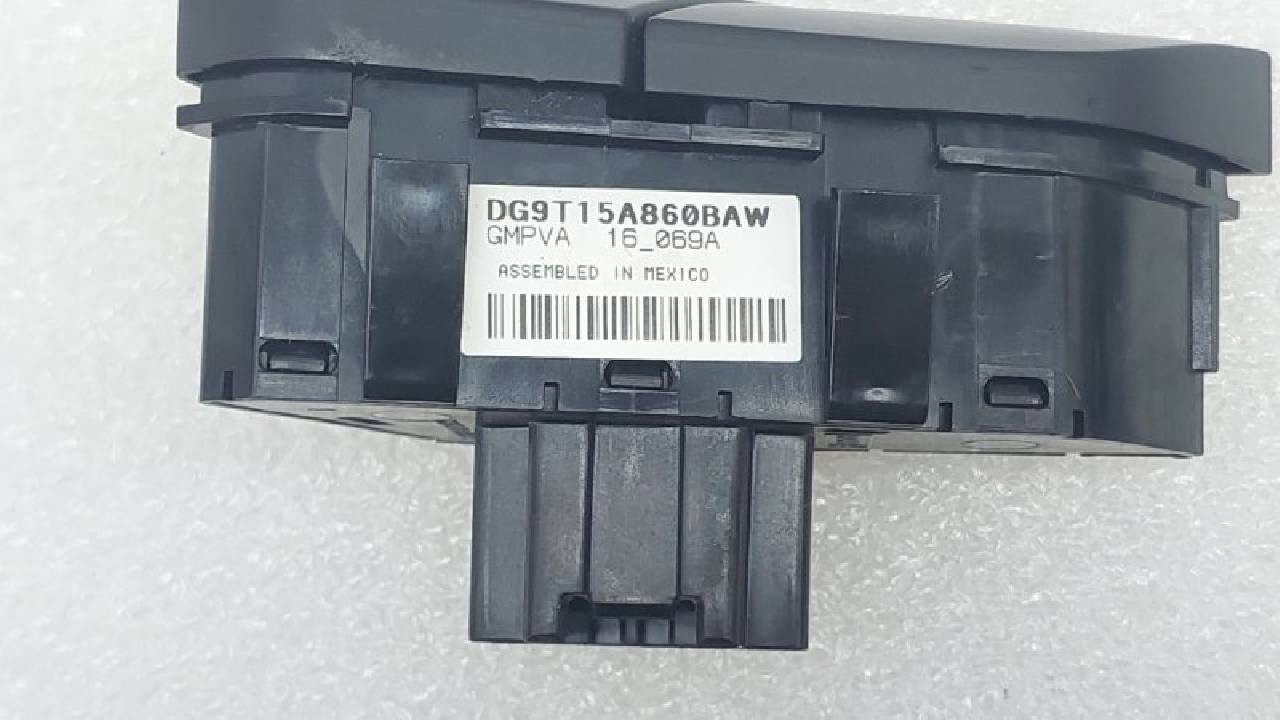 DG9T15A860BAW
GMPVA 16_069A
ASSEMBLED IN MEXICO